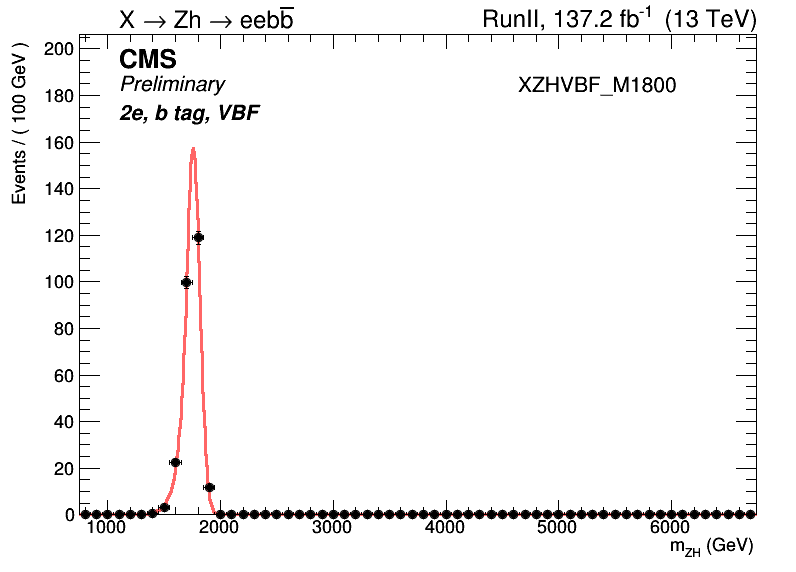 X → Zh → eebb̅
RunII, 137.2 fb⁻¹ (13 TeV)
CMS
Preliminary
2e, b tag, VBF
XZHVBF_M1800
Events / ( 100 GeV )
200
180
160
140
120
100
80
60
40
20
0
1000 2000 3000 4000 5000 6000
m_ZH (GeV)